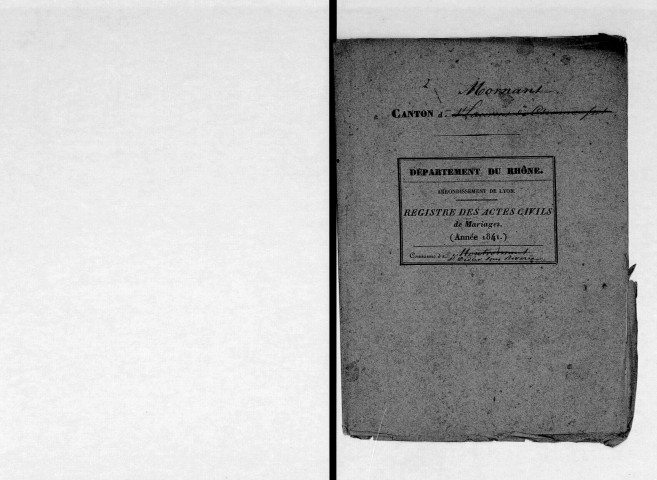 Mornant
CANTON d
DÉPARTEMENT DU RHÔNE.
ARRONDISSEMENT DE LYON.
REGISTRE DES ACTES CIVILS
de Mariages.
(Année 1841.)
Commune d